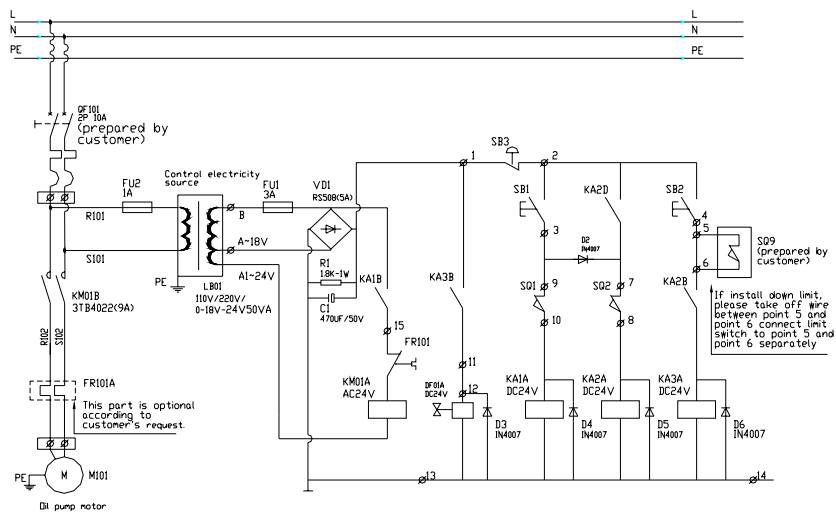 L
L
N
N
PE
PE
QF101
2P 10A
(prepared by
customer)
SB3
1
2
Control electricity
source
FU2
1A
FU1
3A
VD1
RS508(5A)
SB1
KA2D
SB2
R101
B
4
3
5
SQ9
(prepared by
customer)
D2
IN4007
S101
A~18V
6
PE
A1~24V
R1
1.8K-1W
KA1B
KA3B
SQ1
9
SQ2
7
KA2B
LB01
110V/220V/
0-18V-24V50VA
C1
470UF/50V
KM01B
3TB4022(9A)
If install down limit,
please take off wire
between point 5 and
point 6 connect limit
switch to point 5 and
point 6 separately
10
8
15
R102
S102
FR101
11
KM01A
AC24V
DF01A
DC24V
12
KA1A
DC24V
KA2A
DC24V
KA3A
DC24V
FR101A
This part is optional
according to
customer's request.
D3
IN4007
D4
IN4007
D5
IN4007
D6
IN4007
PE
M
M101
13
14
Oil pump motor